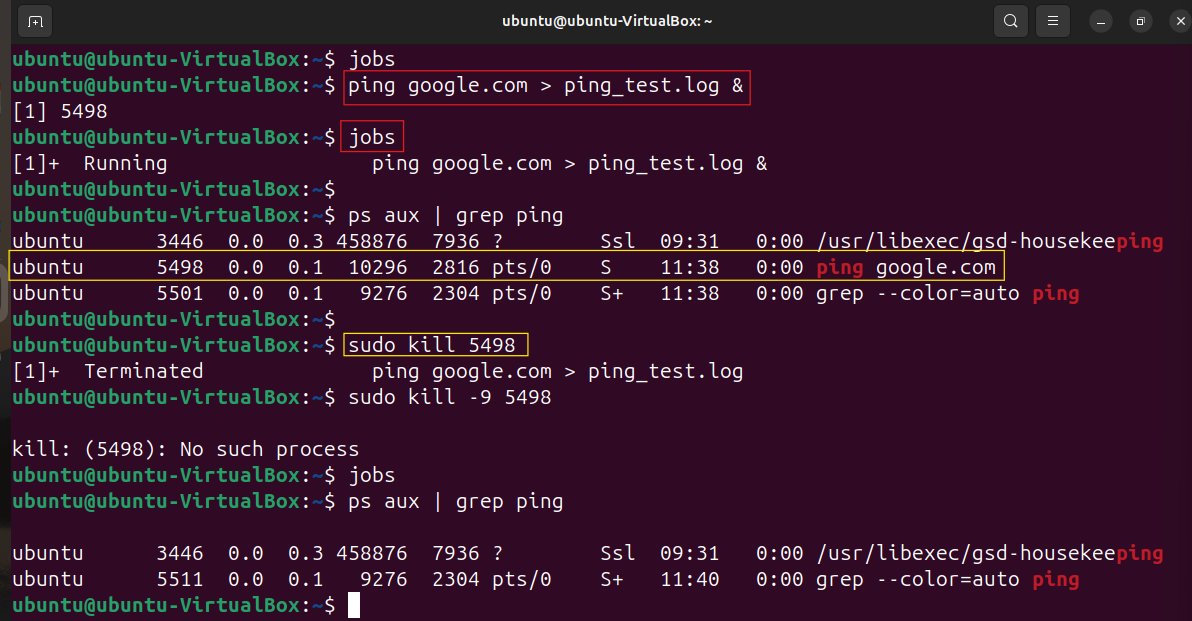 ubuntu@ubuntu-VirtualBox: ~
ubuntu@ubuntu-VirtualBox:~$ jobs
ubuntu@ubuntu-VirtualBox:~$ ping google.com > ping_test.log &
[1] 5498
ubuntu@ubuntu-VirtualBox:~$ jobs
[1]+  Running                 ping google.com > ping_test.log &
ubuntu@ubuntu-VirtualBox:~$
ubuntu@ubuntu-VirtualBox:~$ ps aux | grep ping
ubuntu      3446  0.0  0.3 458876  7936 ?        Ssl  09:31   0:00 /usr/libexec/gsd-housekeeping
ubuntu      5498  0.0  0.1  10296  2816 pts/0    S    11:38   0:00 ping google.com
ubuntu      5501  0.0  0.1   9276  2304 pts/0    S+   11:38   0:00 grep --color=auto ping
ubuntu@ubuntu-VirtualBox:~$
ubuntu@ubuntu-VirtualBox:~$ sudo kill 5498
[1]+  Terminated              ping google.com > ping_test.log
ubuntu@ubuntu-VirtualBox:~$ sudo kill -9 5498
kill: (5498): No such process
ubuntu@ubuntu-VirtualBox:~$ jobs
ubuntu@ubuntu-VirtualBox:~$ ps aux | grep ping
ubuntu      3446  0.0  0.3 458876  7936 ?        Ssl  09:31   0:00 /usr/libexec/gsd-housekeeping
ubuntu      5511  0.0  0.1   9276  2304 pts/0    S+   11:40   0:00 grep --color=auto ping
ubuntu@ubuntu-VirtualBox:~$